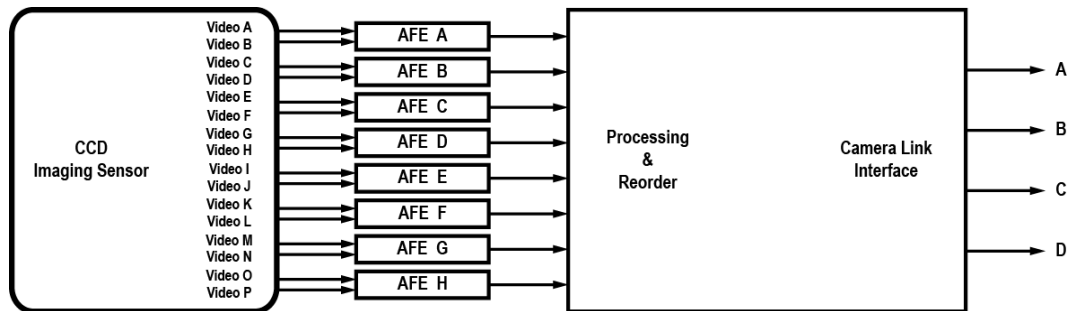 CCD
Imaging Sensor
Video A
Video B
Video C
Video D
Video E
Video F
Video G
Video H
Video I
Video J
Video K
Video L
Video M
Video N
Video O
Video P
AFE A
AFE B
AFE C
AFE D
AFE E
AFE F
AFE G
AFE H
Processing
&
Reorder
Camera Link
Interface
A
B
C
D